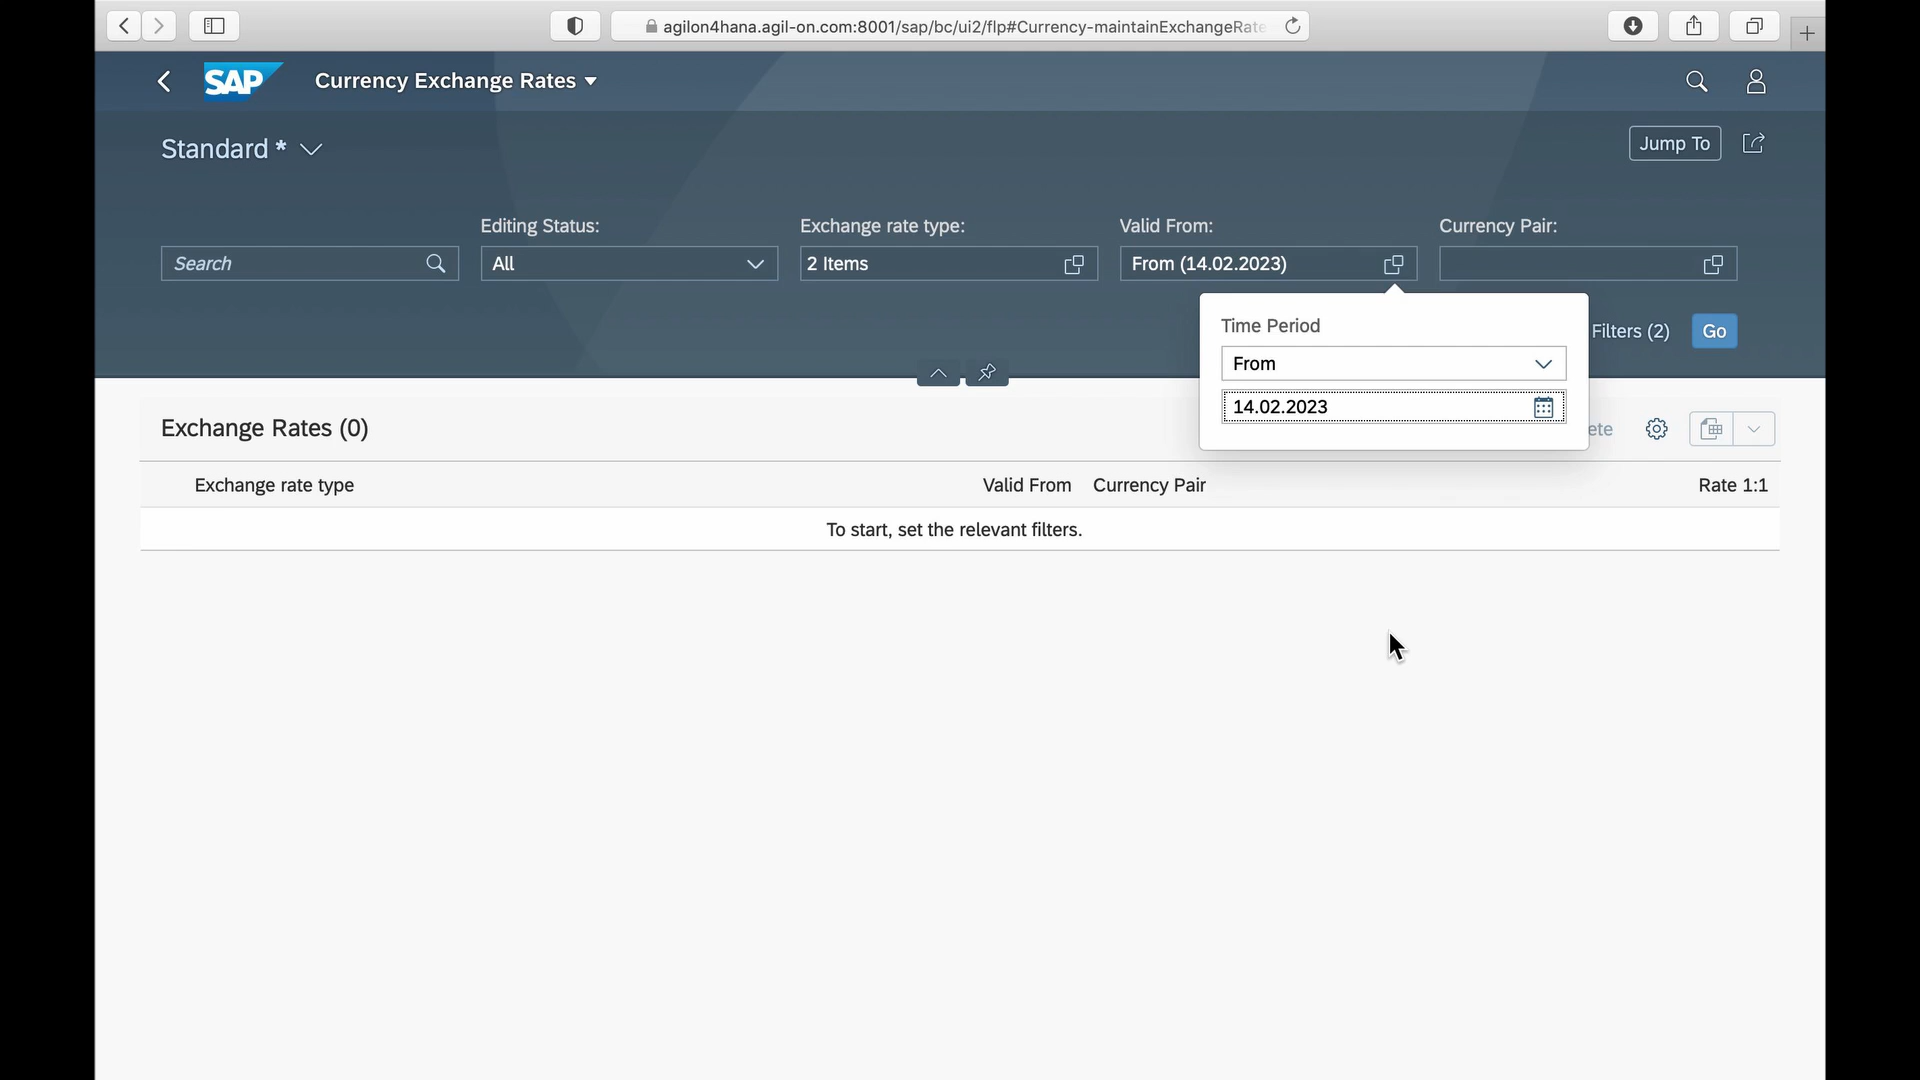 agilon4hana.agil-on.com:8001/sap/bc/ui2/flp#Currency-maintainExchangeRate
SAP Currency Exchange Rates
Standard *
Jump To
Editing Status: Exchange rate type: Valid From: Currency Pair:
Search All 2 Items From (14.02.2023)
Time Period
Filters (2) Go
From
14.02.2023
Exchange Rates (0) ete
Exchange rate type Valid From Currency Pair Rate 1:1
To start, set the relevant filters.